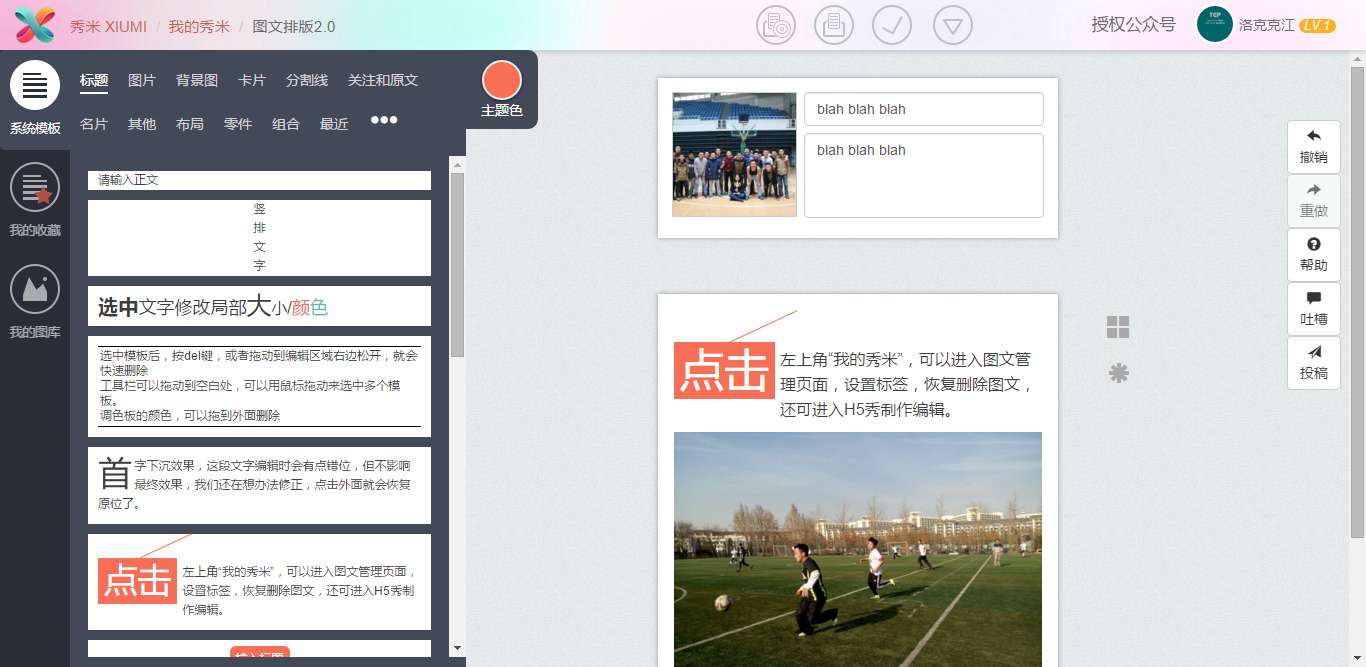 秀米 XIUMI / 我的秀米 / 图文排版2.0
授权公众号 洛克克江 LV.1
系统模板
我的收藏
我的图库
标题 图片 背景图 卡片 分割线 关注和原文
名片 其他 布局 零件 组合 最近 •••
主题色
请输入正文
竖
排
文
字
选中文字修改局部大小/颜色
选中模板后，按del键，或者拖动到编辑区域右边松开，就会
快速删除
工具栏可以拖动到空白处，可以用鼠标拖动来选中多个模
板。
调色板的颜色，可以拖到外面删除
首字下沉效果，这段文字编辑时会有点错位，但不影响
最终效果，我们还在想办法修正，点击外面就会恢复
原位了。
点击
左上角“我的秀米”，可以进入图文管理页面，
设置标签，恢复删除图文，还可进入H5秀制
作编辑。
输入标题
blah blah blah
blah blah blah
点击
左上角“我的秀米”，可以进入图文管
理页面，设置标签，恢复删除图文，
还可进入H5秀制作编辑。
撤销
重做
帮助
吐槽
投稿